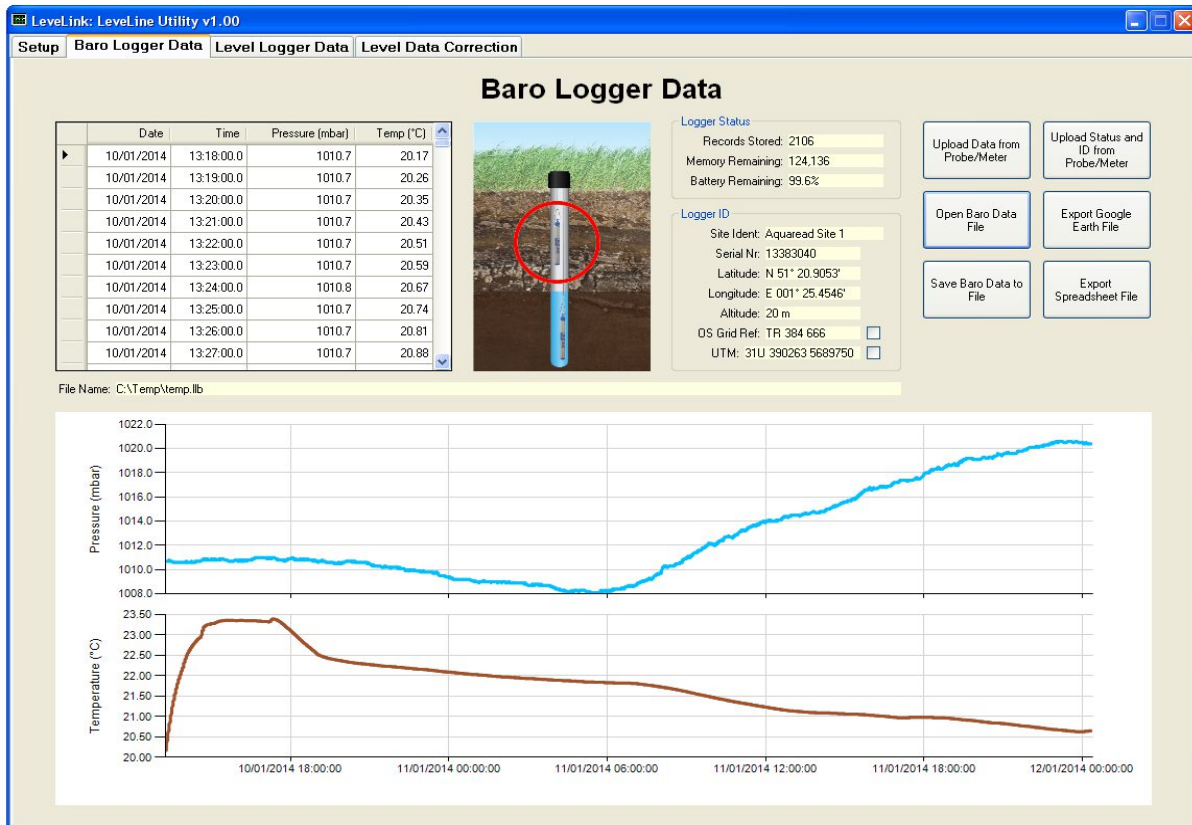 LeveLink: LeveLine Utility v1.00
Setup Baro Logger Data Level Logger Data Level Data Correction
Baro Logger Data
Date Time Pressure (mbar) Temp (°C)
10/01/2014 13:18:00.0 1010.7 20.17
10/01/2014 13:19:00.0 1010.7 20.26
10/01/2014 13:20:00.0 1010.7 20.35
10/01/2014 13:21:00.0 1010.7 20.43
10/01/2014 13:22:00.0 1010.7 20.51
10/01/2014 13:23:00.0 1010.7 20.59
10/01/2014 13:24:00.0 1010.8 20.67
10/01/2014 13:25:00.0 1010.7 20.74
10/01/2014 13:26:00.0 1010.7 20.81
10/01/2014 13:27:00.0 1010.7 20.88
Logger Status
Records Stored: 2106
Memory Remaining: 124,136
Battery Remaining: 99.6%
Logger ID
Site Ident: Aquaread Site 1
Serial Nr: 13383040
Latitude: N 51° 20.9053'
Longitude: E 001° 25.4546'
Altitude: 20 m
OS Grid Ref: TR 384 666
UTM: 31U 390263 5689750
Upload Data from
Probe/Meter
Upload Status and
ID from
Probe/Meter
Open Baro Data
File
Export Google
Earth File
Save Baro Data to
File
Export
Spreadsheet File
File Name: C:\Temp\temp.llb
Pressure (mbar)
1022.0
1020.0
1018.0
1016.0
1014.0
1012.0
1010.0
1008.0
Temperature (°C)
23.50
23.00
22.50
22.00
21.50
21.00
20.50
20.00
10/01/2014 18:00:00 11/01/2014 00:00:00 11/01/2014 06:00:00 11/01/2014 12:00:00 11/01/2014 18:00:00 12/01/2014 00:00:00